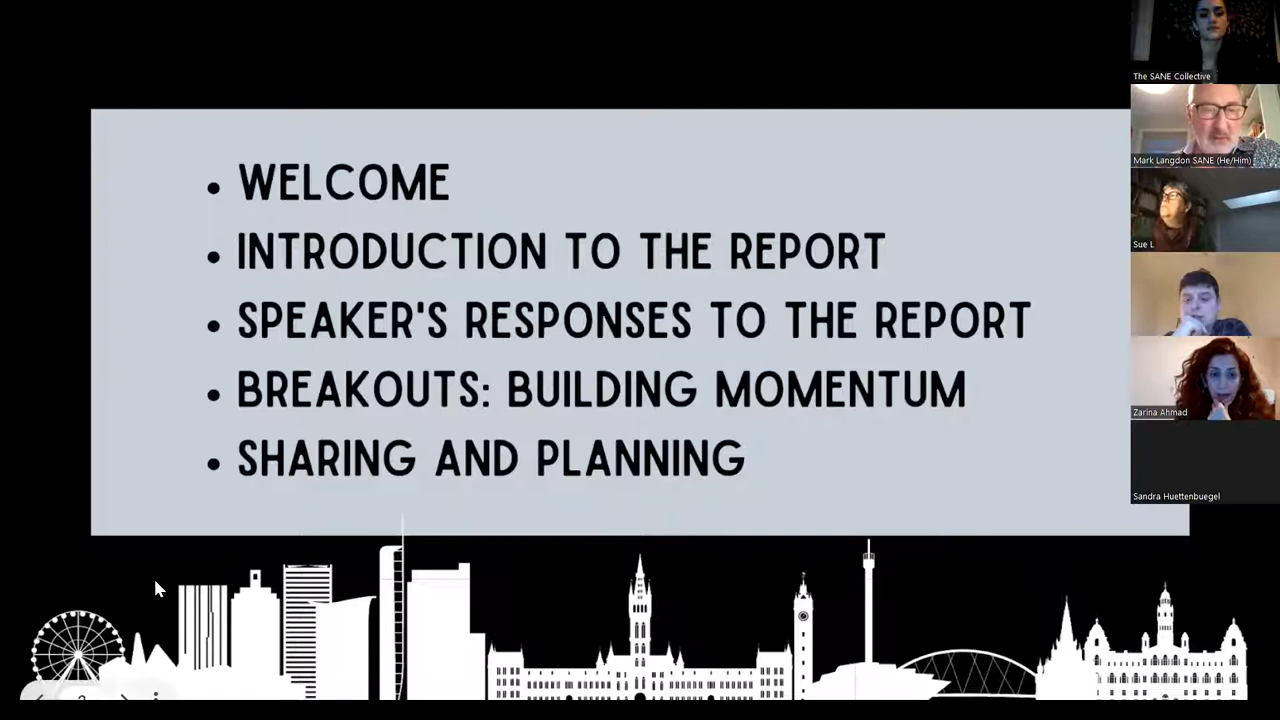 WELCOME
INTRODUCTION TO THE REPORT
SPEAKER'S RESPONSES TO THE REPORT
BREAKOUTS: BUILDING MOMENTUM
SHARING AND PLANNING
The SANE Collective
Mark Langdon SANE (He/Him)
Sue L
Zarina Ahmad
Sandra Huettenbuegel